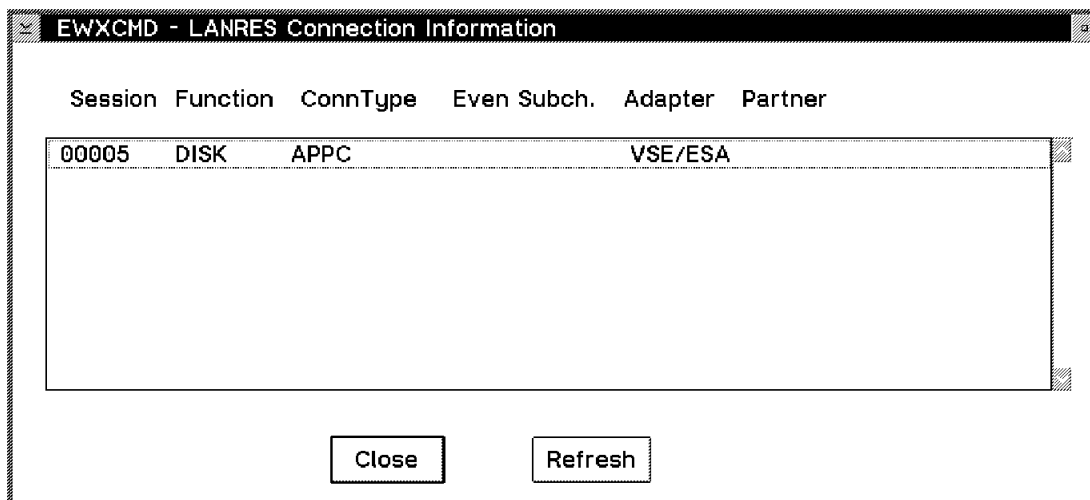 EWXCMD - LANRES Connection Information
Session Function ConnType Even Subch. Adapter Partner
00005 DISK APPC VSE/ESA
Close Refresh